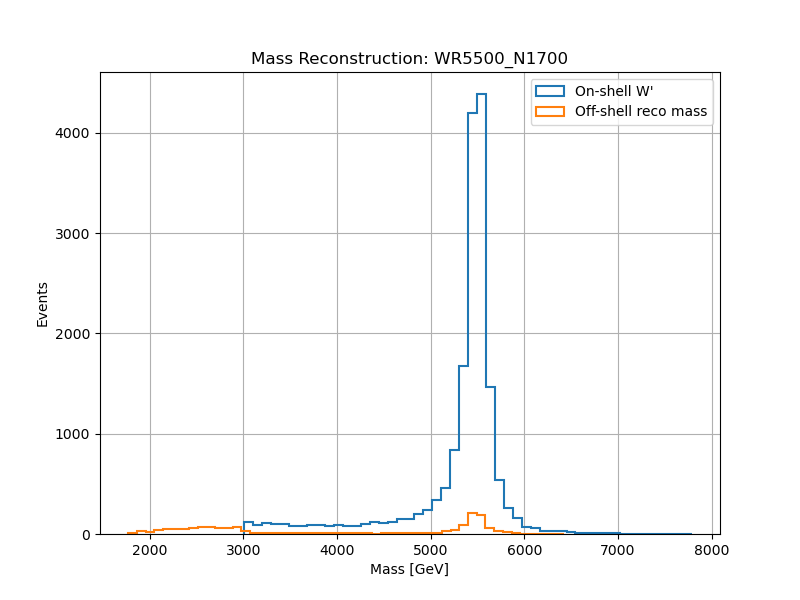 Mass Reconstruction: WR5500_N1700
On-shell W'
Off-shell reco mass
Events
4000
3000
2000
1000
0
2000 3000 4000 5000 6000 7000 8000
Mass [GeV]